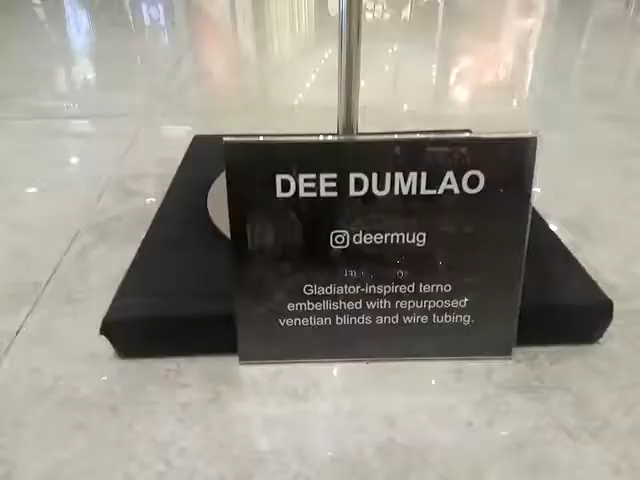 DEE DUMLAO
deermug
Gladiator-inspired terno
embellished with repurposed
venetian blinds and wire tubing.